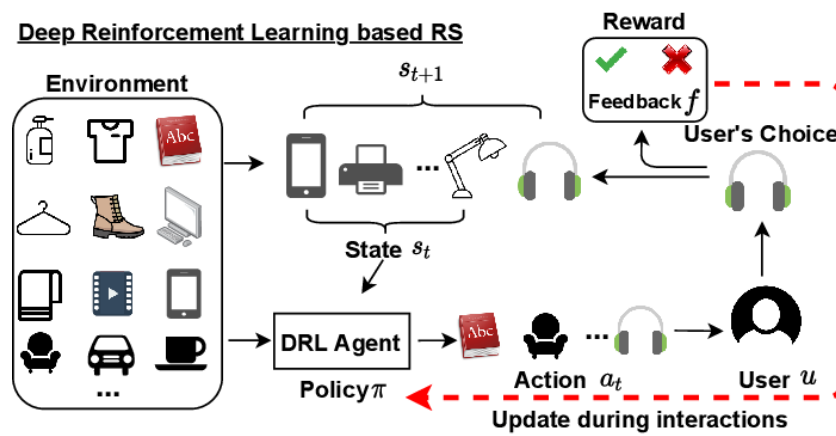 Deep Reinforcement Learning based RS
Reward
Environment
s_{t+1}
Feedback f
Abc
User's Choice
...
State s_t
DRL Agent
Abc
...
...
Policy π
Action a_t
User u
Update during interactions